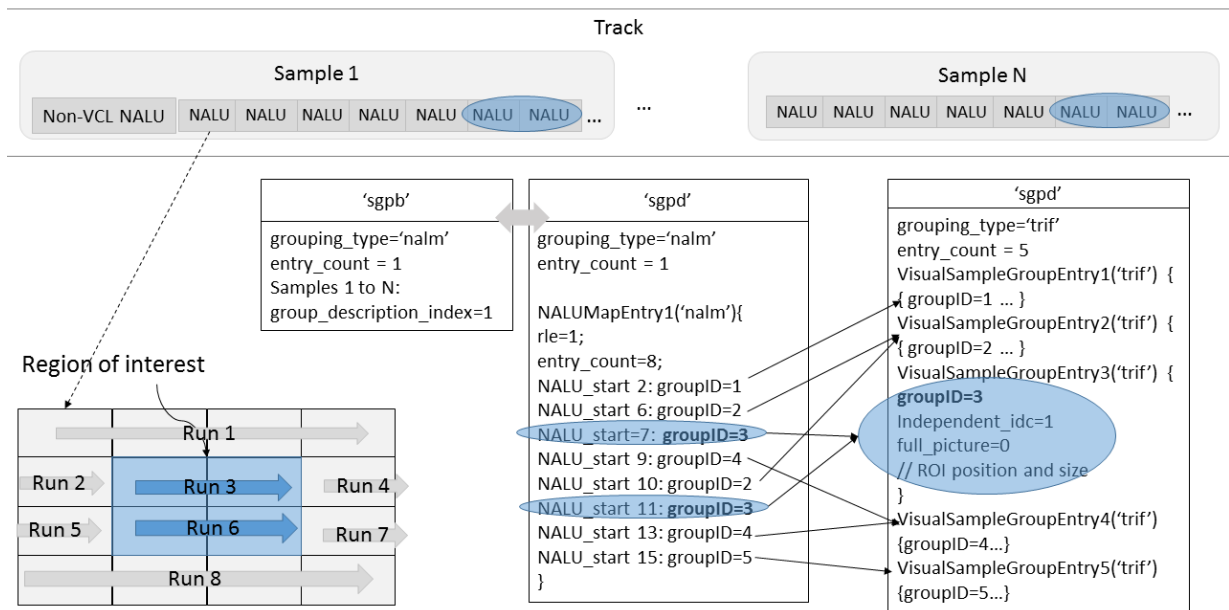 Track
Sample 1
Non-VCL NALU NALU NALU NALU NALU NALU NALU NALU ...
...
Sample N
NALU NALU NALU NALU NALU NALU NALU ...
‘sgpb’
grouping_type=‘nalm’
entry_count = 1
Samples 1 to N:
group_description_index=1
‘sgpd’
grouping_type=‘nalm’
entry_count = 1
NALUMapEntry1(‘nalm’){
rle=1;
entry_count=8;
NALU_start 2: groupID=1
NALU_start 6: groupID=2
NALU_start=7: groupID=3
NALU_start 9: groupID=4
NALU_start 10: groupID=2
NALU_start 11: groupID=3
NALU_start 13: groupID=4
NALU_start 15: groupID=5
}
‘sgpd’
grouping_type=‘trif’
entry_count = 5
VisualSampleGroupEntry1(‘trif’) {
{ groupID=1 ... }
VisualSampleGroupEntry2(‘trif’) {
{ groupID=2 ... }
VisualSampleGroupEntry3(‘trif’) {
groupID=3
Independent_idc=1
full_picture=0
// ROI position and size
}
VisualSampleGroupEntry4(‘trif’)
{groupID=4...}
VisualSampleGroupEntry5(‘trif’)
{groupID=5...}
Region of interest
Run 1
Run 2
Run 3
Run 4
Run 5
Run 6
Run 7
Run 8